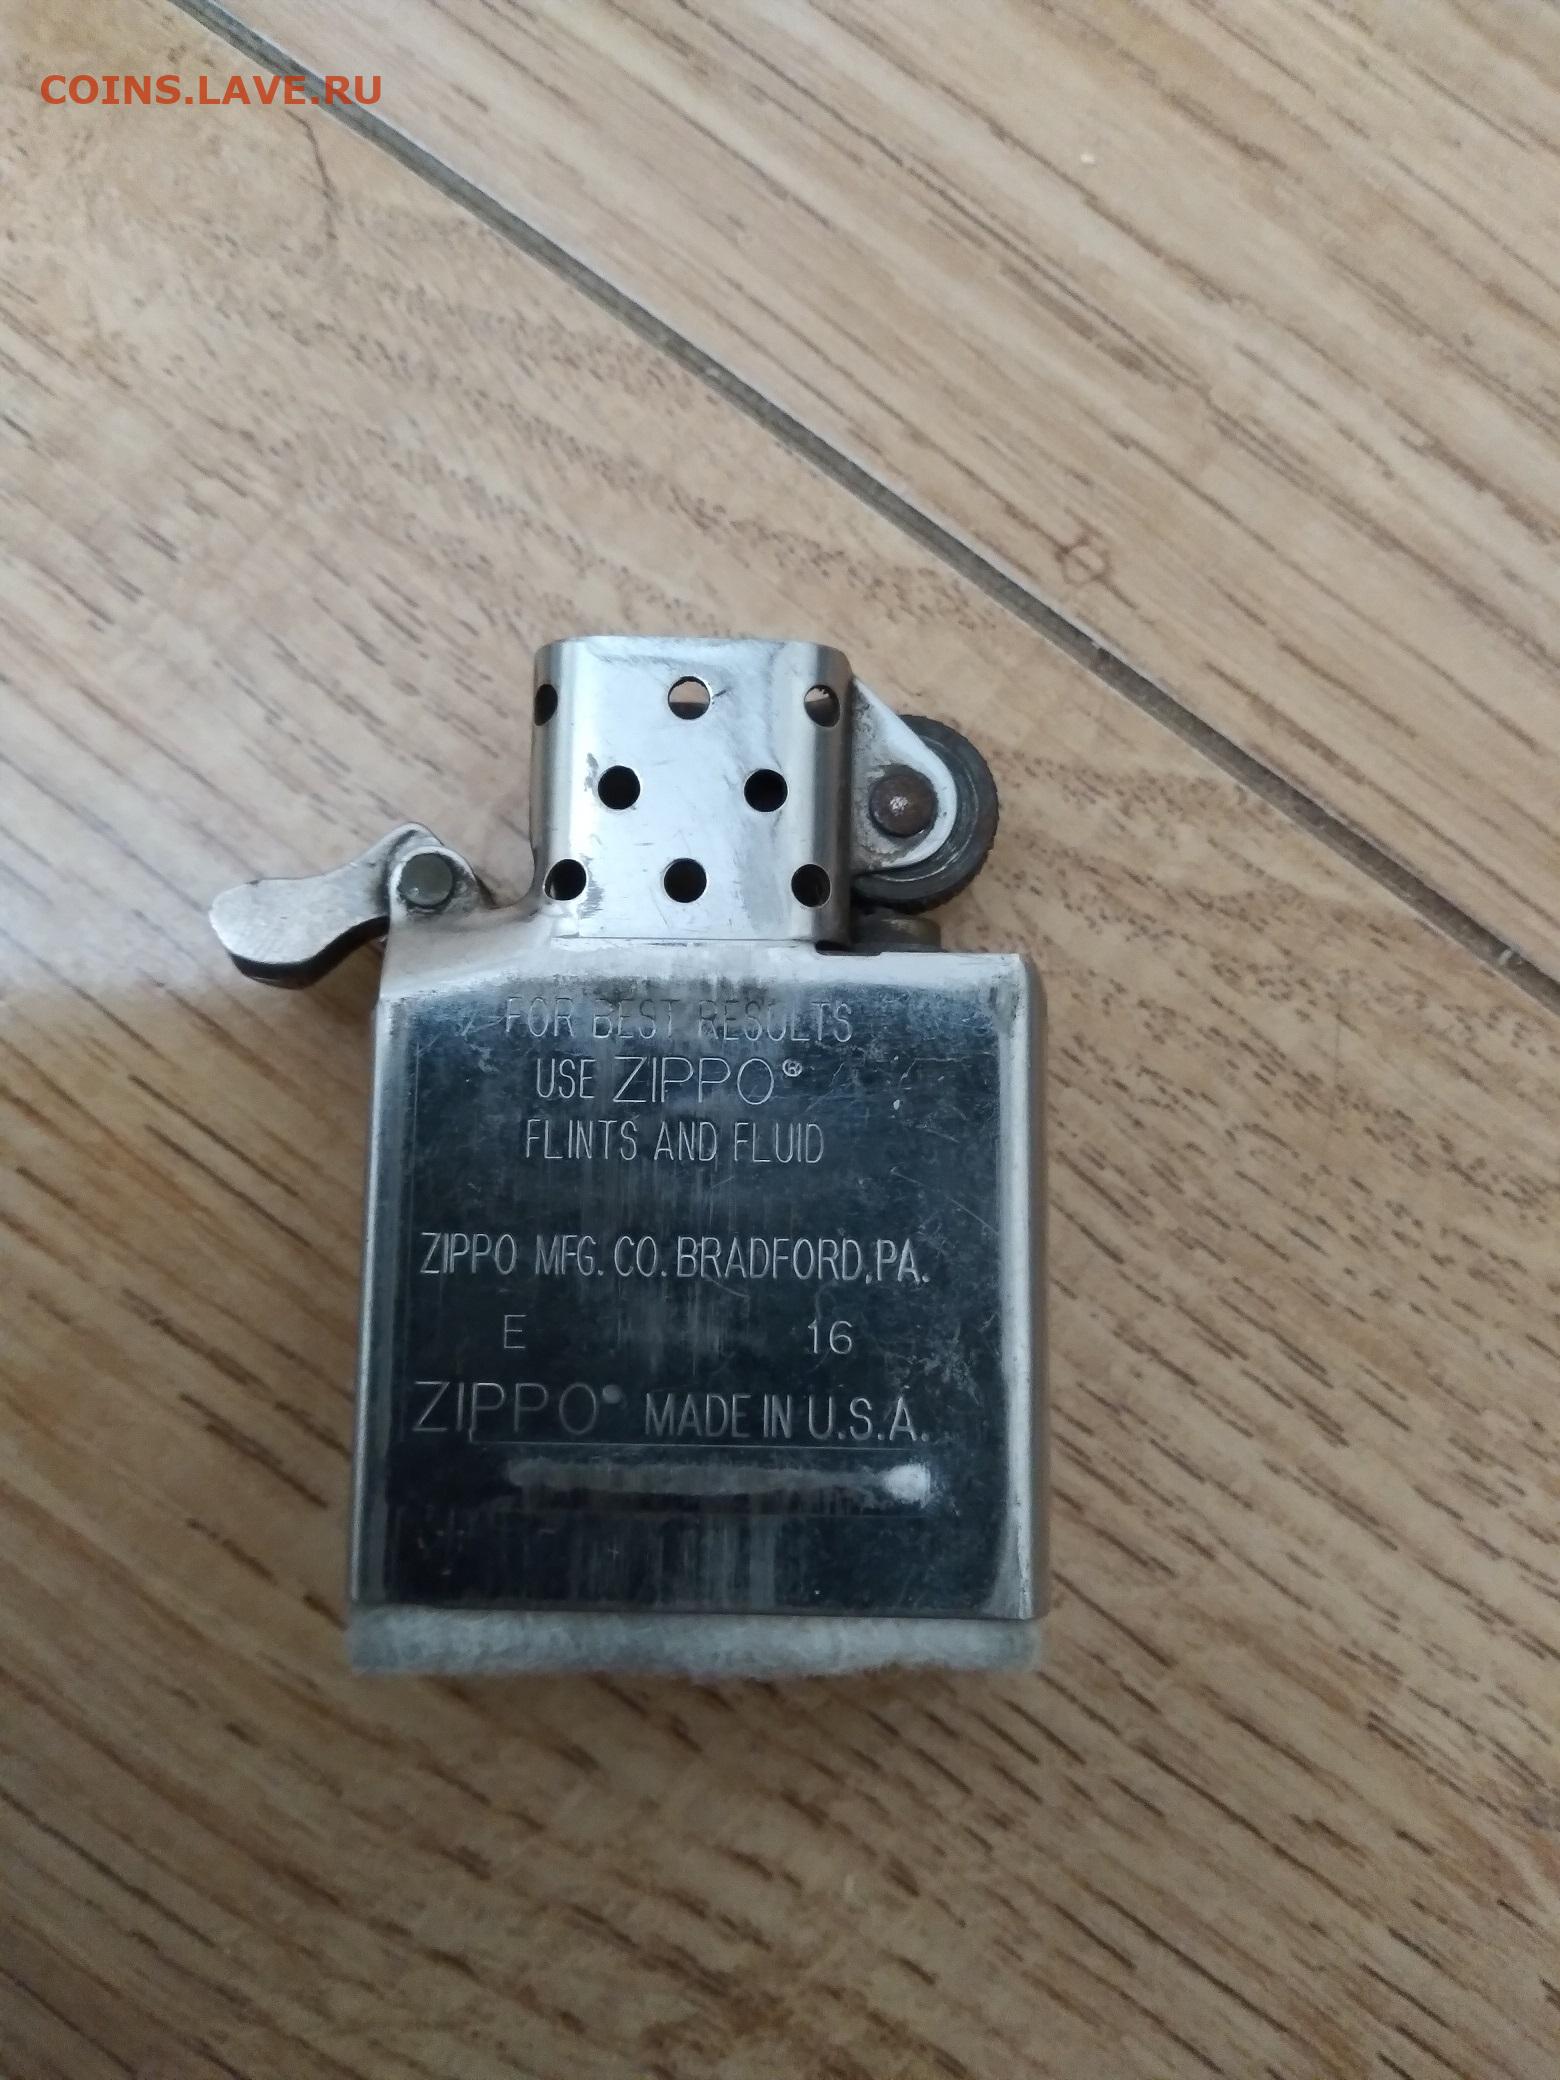 COINS.LAVE.RU
FOR BEST RESULTS
USE ZIPPO®
FLINTS AND FLUID
ZIPPO MFG. CO. BRADFORD, PA.
E 16
ZIPPO® MADE IN U.S.A.